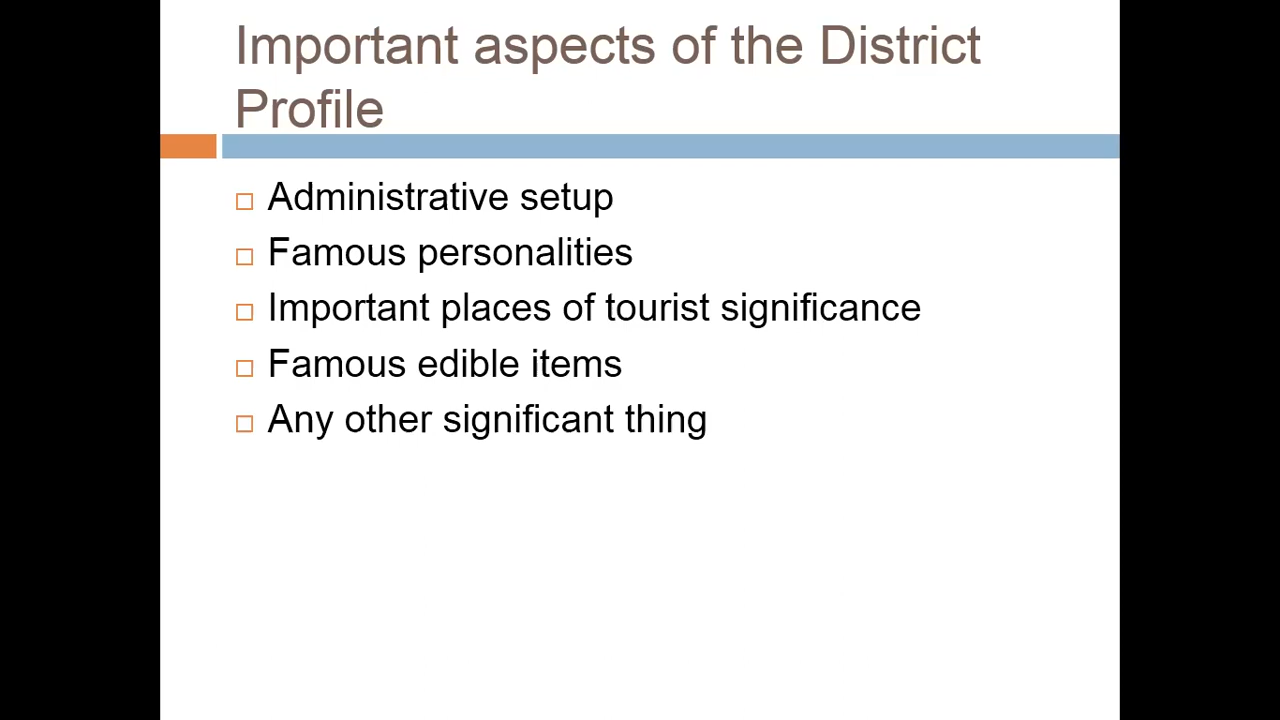 Important aspects of the District
Profile
Administrative setup
Famous personalities
Important places of tourist significance
Famous edible items
Any other significant thing